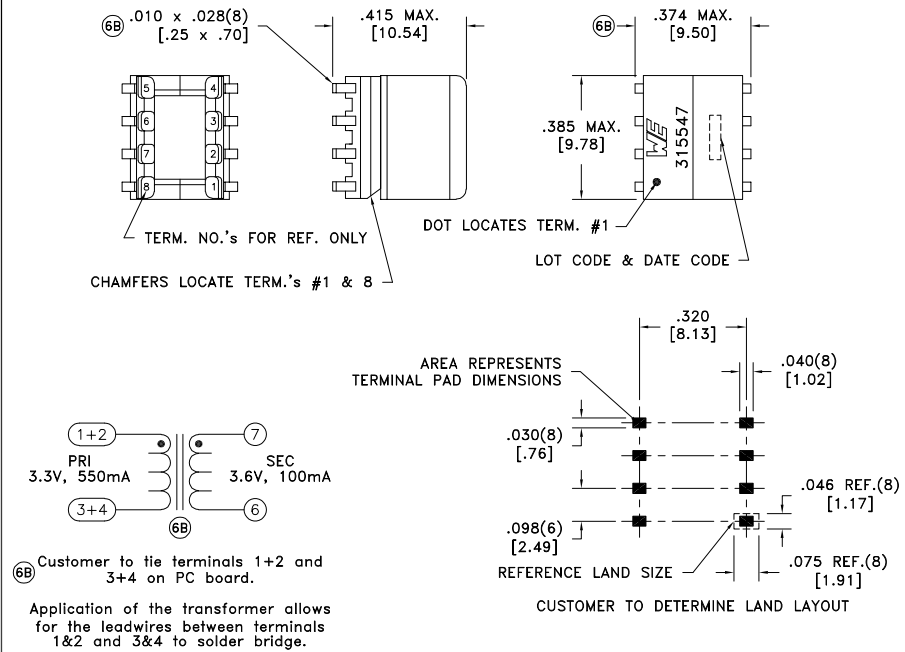 6B .010 x .028(8)
[.25 x .70]
.415 MAX.
[10.54]
6B .374 MAX.
[9.50]
5 4
6 3
7 2
8 1
.385 MAX.
[9.78]
WE
315547
TERM. NO.'s FOR REF. ONLY
CHAMFERS LOCATE TERM.'s #1 & 8
DOT LOCATES TERM. #1
LOT CODE & DATE CODE
.320
[8.13]
AREA REPRESENTS
TERMINAL PAD DIMENSIONS
.040(8)
[1.02]
.030(8)
[.76]
.046 REF.(8)
[1.17]
.098(6)
[2.49]
REFERENCE LAND SIZE
.075 REF.(8)
[1.91]
CUSTOMER TO DETERMINE LAND LAYOUT
1+2 7
PRI
3.3V, 550mA
SEC
3.6V, 100mA
3+4 6
6B
6B Customer to tie terminals 1+2 and
3+4 on PC board.
Application of the transformer allows
for the leadwires between terminals
1&2 and 3&4 to solder bridge.